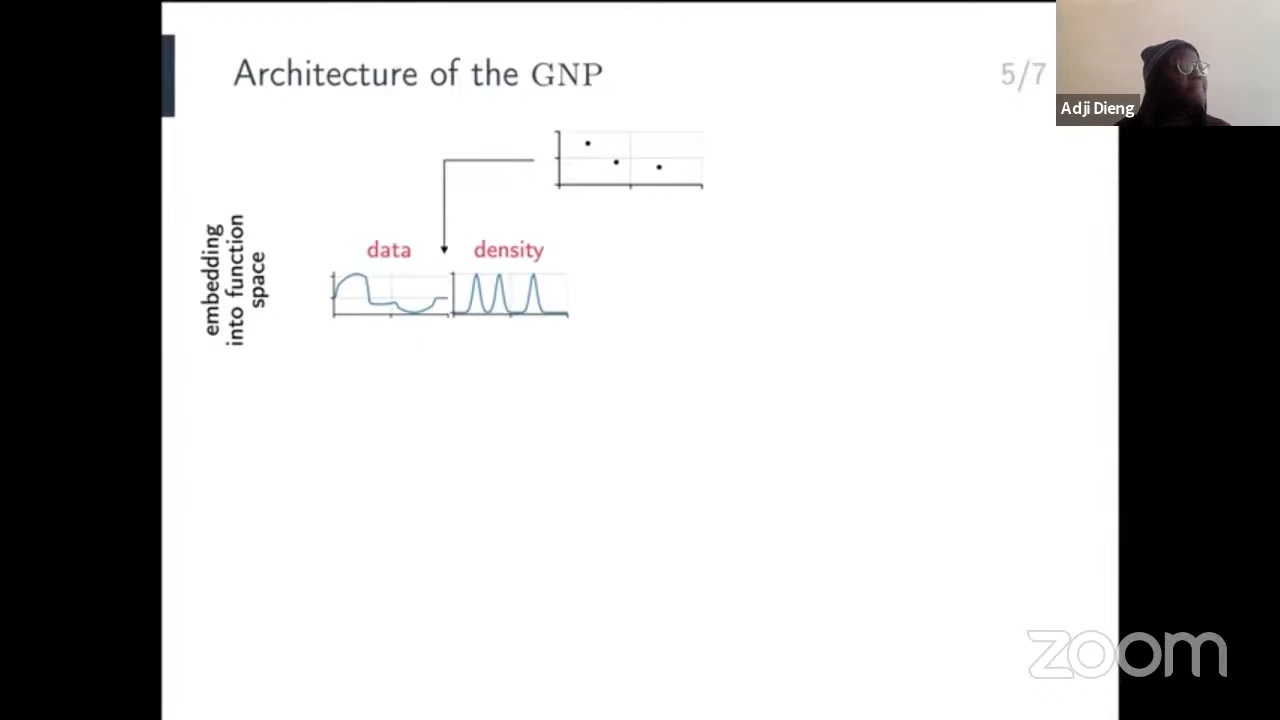 Architecture of the GNP
5/7
Adji Dieng
embedding
into function
space
data
density
zoom